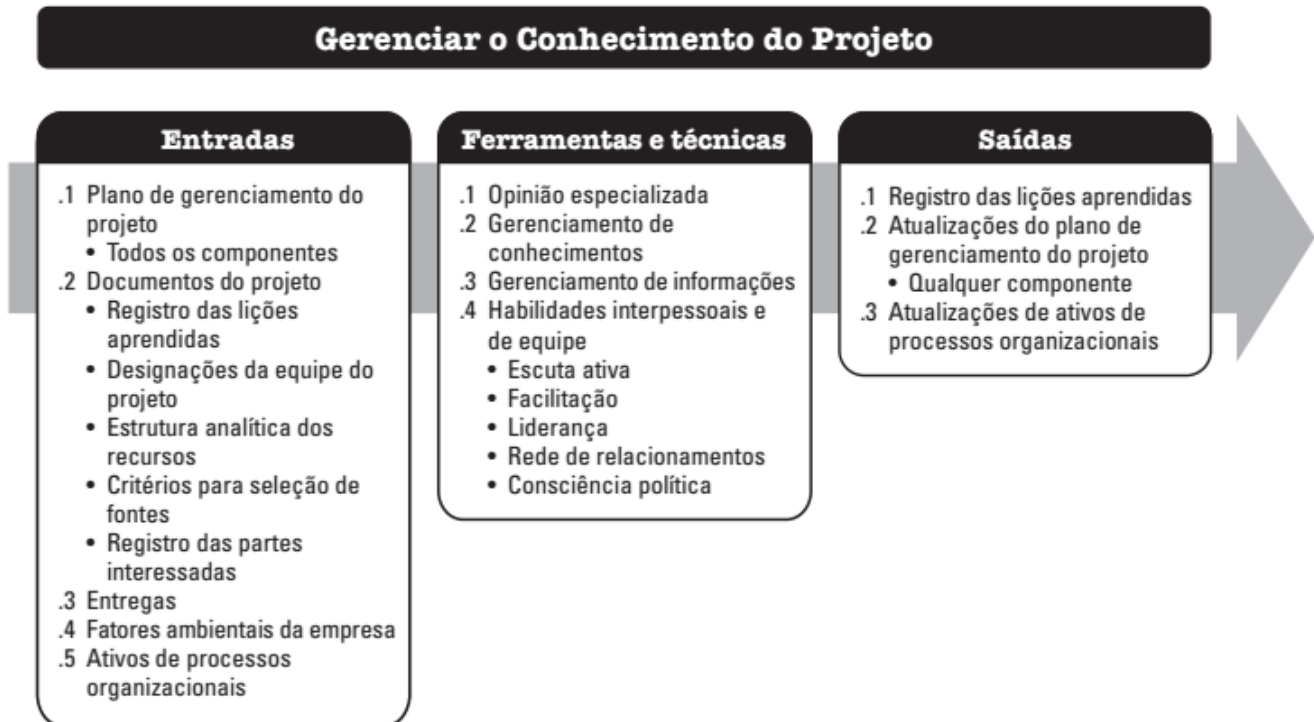 Gerenciar o Conhecimento do Projeto
Entradas
.1 Plano de gerenciamento do
projeto
• Todos os componentes
.2 Documentos do projeto
• Registro das lições
aprendidas
• Designações da equipe do
projeto
• Estrutura analítica dos
recursos
• Critérios para seleção de
fontes
• Registro das partes
interessadas
.3 Entregas
.4 Fatores ambientais da empresa
.5 Ativos de processos
organizacionais
Ferramentas e técnicas
.1 Opinião especializada
.2 Gerenciamento de
conhecimentos
.3 Gerenciamento de informações
.4 Habilidades interpessoais e
de equipe
• Escuta ativa
• Facilitação
• Liderança
• Rede de relacionamentos
• Consciência política
Saídas
.1 Registro das lições aprendidas
.2 Atualizações do plano de
gerenciamento do projeto
• Qualquer componente
.3 Atualizações de ativos de
processos organizacionais